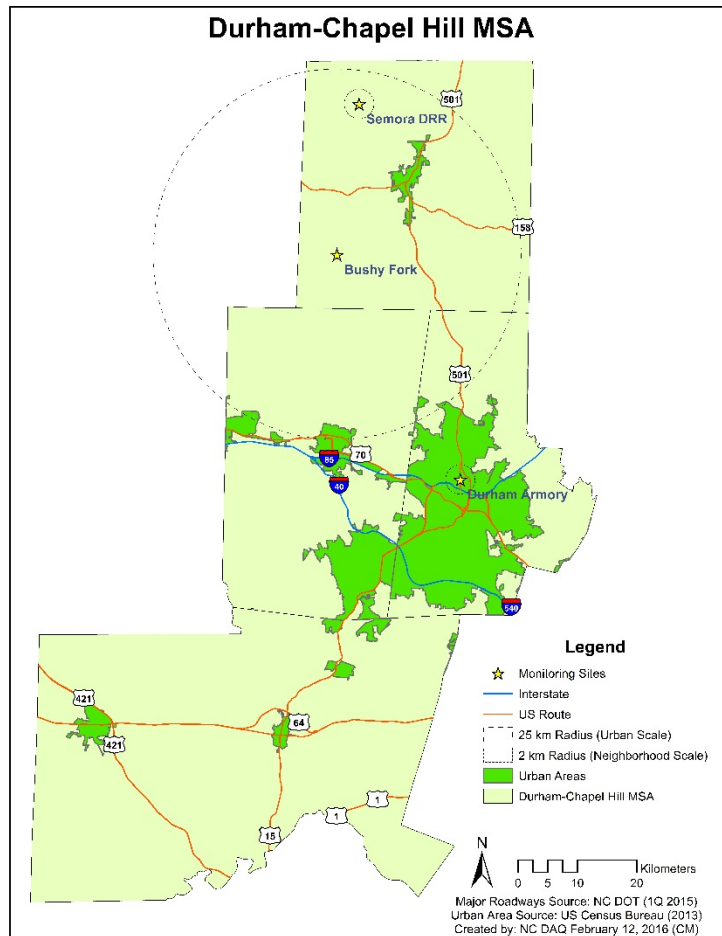 Durham-Chapel Hill MSA
501
Semora DRR
158
Bushy Fork
501
70
85
40
Durham Armory
540
Legend
Monitoring Sites
Interstate
US Route
25 km Radius (Urban Scale)
2 km Radius (Neighborhood Scale)
Urban Areas
Durham-Chapel Hill MSA
421
421
64
1
1
15
N
Kilometers
0 5 10 20
Major Roadways Source: NC DOT (1Q 2015)
Urban Area Source: US Census Bureau (2013)
Created by: NC DAQ February 12, 2016 (CM)